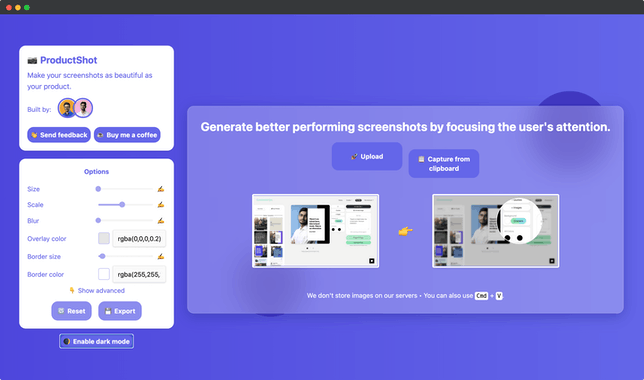 ProductShot
Make your screenshots as beautiful as
your product.
Built by:
Send feedback
Buy me a coffee
Options
Size
Scale
Blur
Overlay color
rgba(0,0,0,0.2)
Border size
Border color
rgba(255,255,
Show advanced
Reset
Export
Enable dark mode
Generate better performing screenshots by focusing the user's attention.
Upload
Capture from
clipboard
We don't store images on our servers - You can also use Cmd + V.